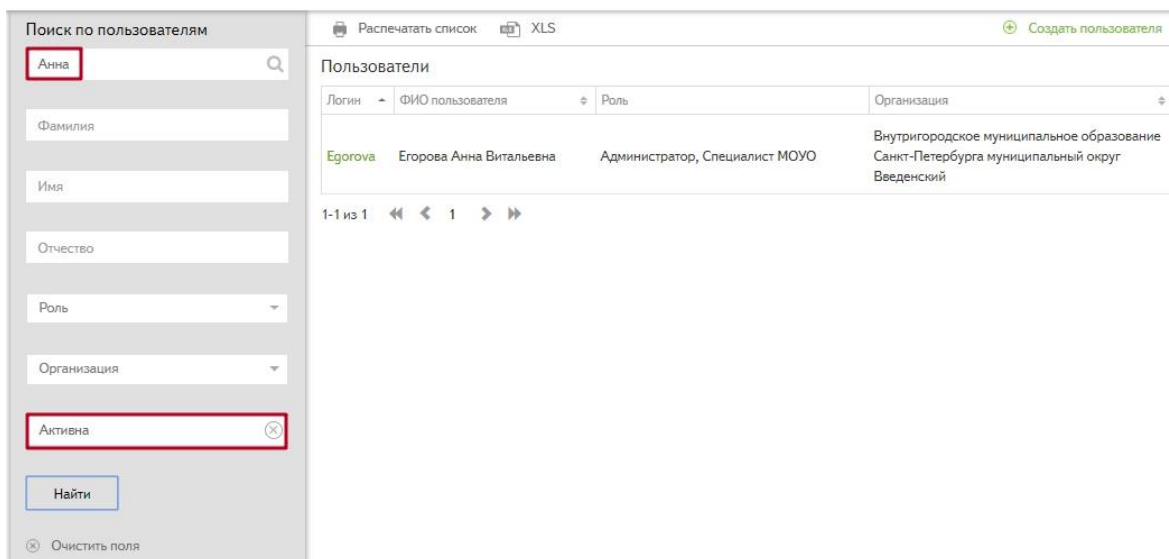 Поиск по пользователям
Анна
Фамилия
Имя
Отчество
Роль
Организация
Активна
Найти
Очистить поля
Распечатать список XLS Создать пользователя
Пользователи
Логин ФИО пользователя Роль Организация
Egorova Егорова Анна Витальевна Администратор, Специалист МОУО Внутригородское муниципальное образование
Санкт-Петербурга муниципальный округ
Введенский
1-1 из 1 1